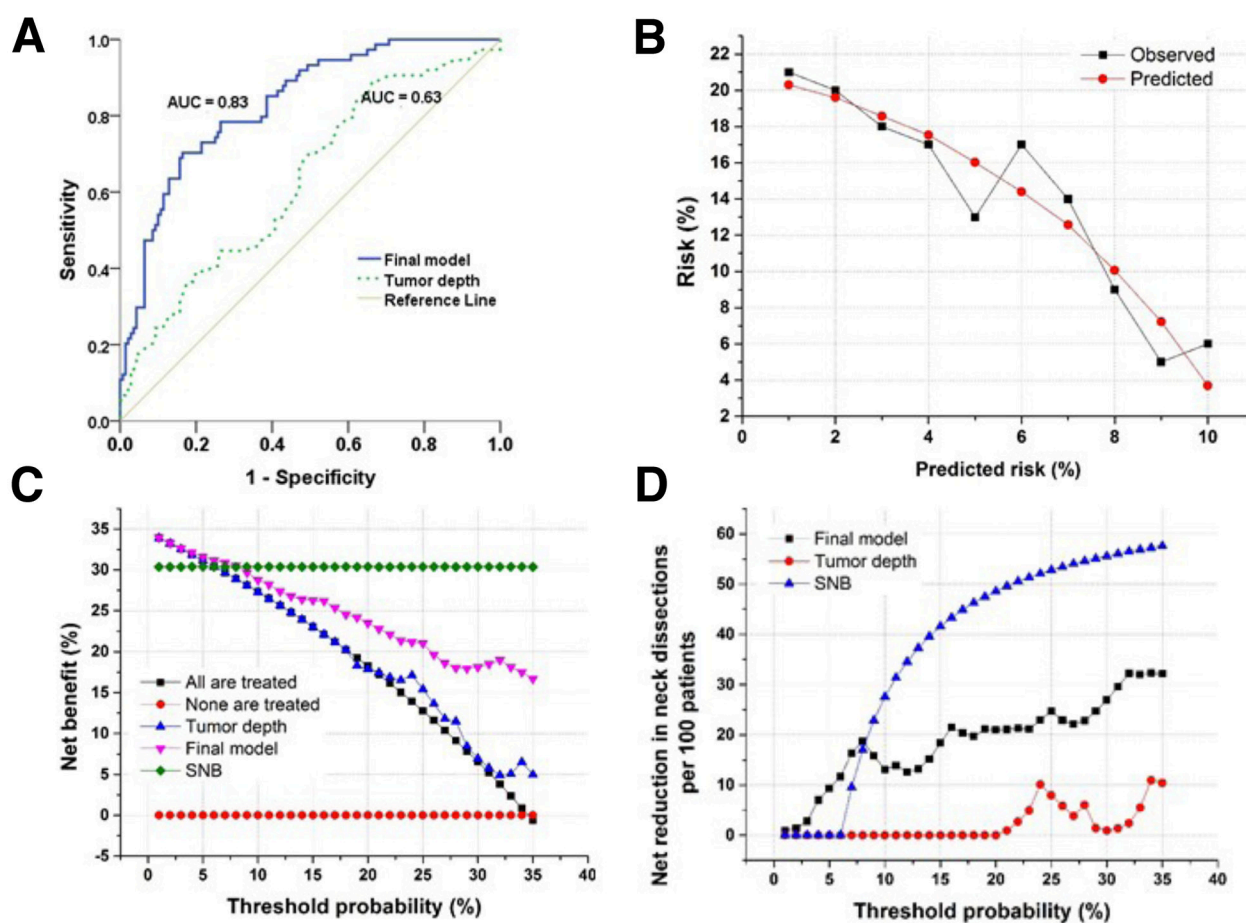 A
1.0
0.8
0.6
0.4
0.2
0.0
0.0 0.2 0.4 0.6 0.8 1.0
Sensitivity
1 - Specificity
AUC = 0.83
AUC = 0.63
Final model
Tumor depth
Reference Line
B
22
20
18
16
14
12
10
8
6
4
2
0 2 4 6 8 10
Risk (%)
Predicted risk (%)
Observed
Predicted
C
35
30
25
20
15
10
5
0
-5
0 5 10 15 20 25 30 35 40
Net benefit (%)
Threshold probability (%)
All are treated
None are treated
Tumor depth
Final model
SNB
D
60
50
40
30
20
10
0
0 5 10 15 20 25 30 35 40
Net reduction in neck dissections
per 100 patients
Threshold probability (%)
Final model
Tumor depth
SNB